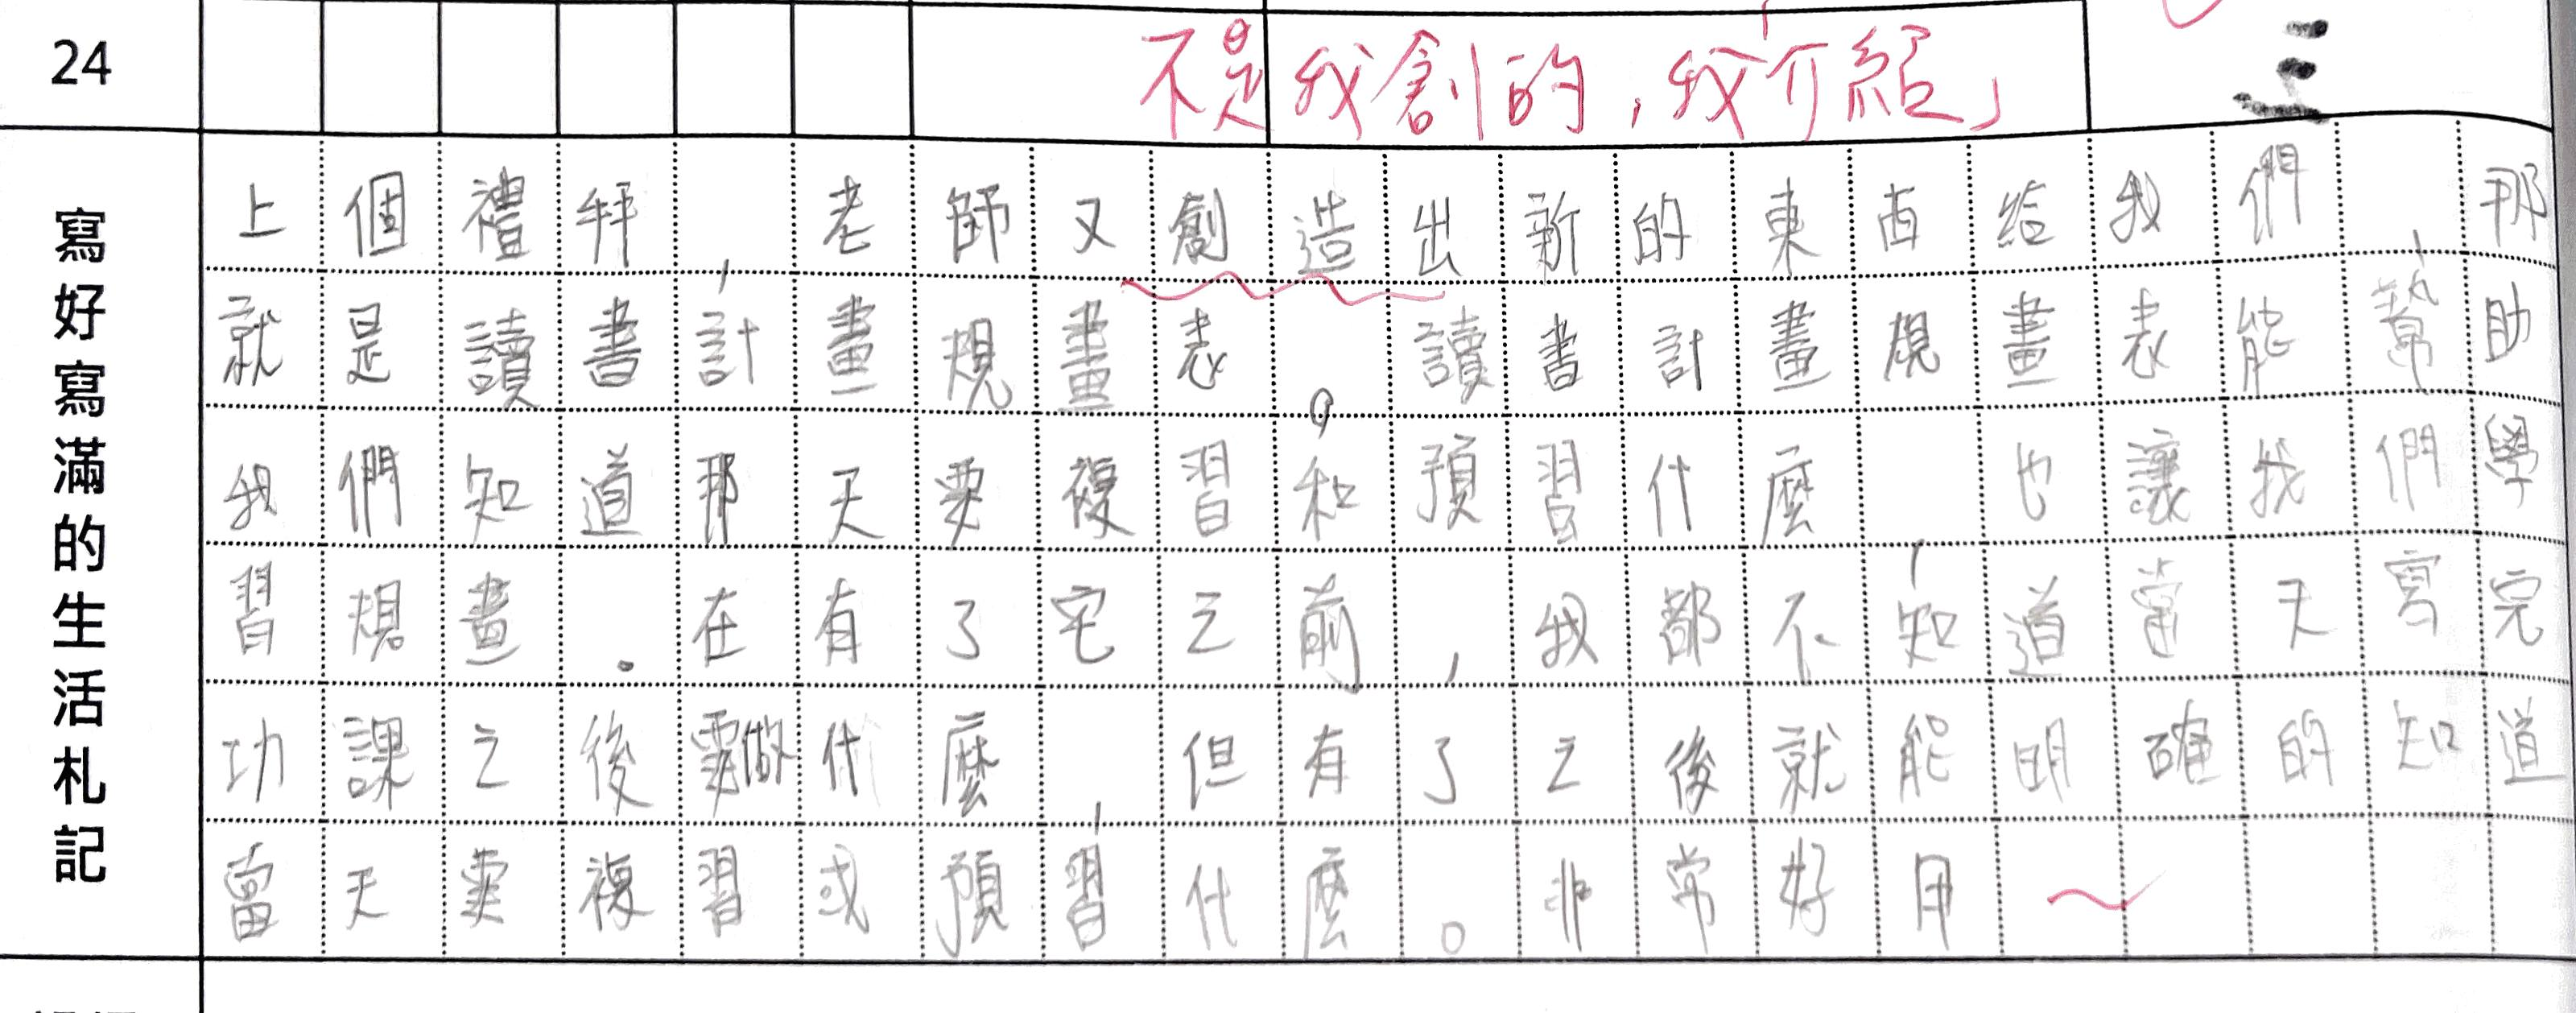 24
不是我創的，我介紹」
寫好寫寫滿的生活札記
上個禮拜，老師又創造出新的東西給我們，那
就是讀書計畫規畫表。讀書計畫規畫表能幫助
我們知道那天要複習和預習什麼，也讓我們學
習規畫。在有了它之前，我都不知道當天寫完
功課之後要做什麼，但有了之後就能明確的知道
當天要複習或預習什麼。非常好用～